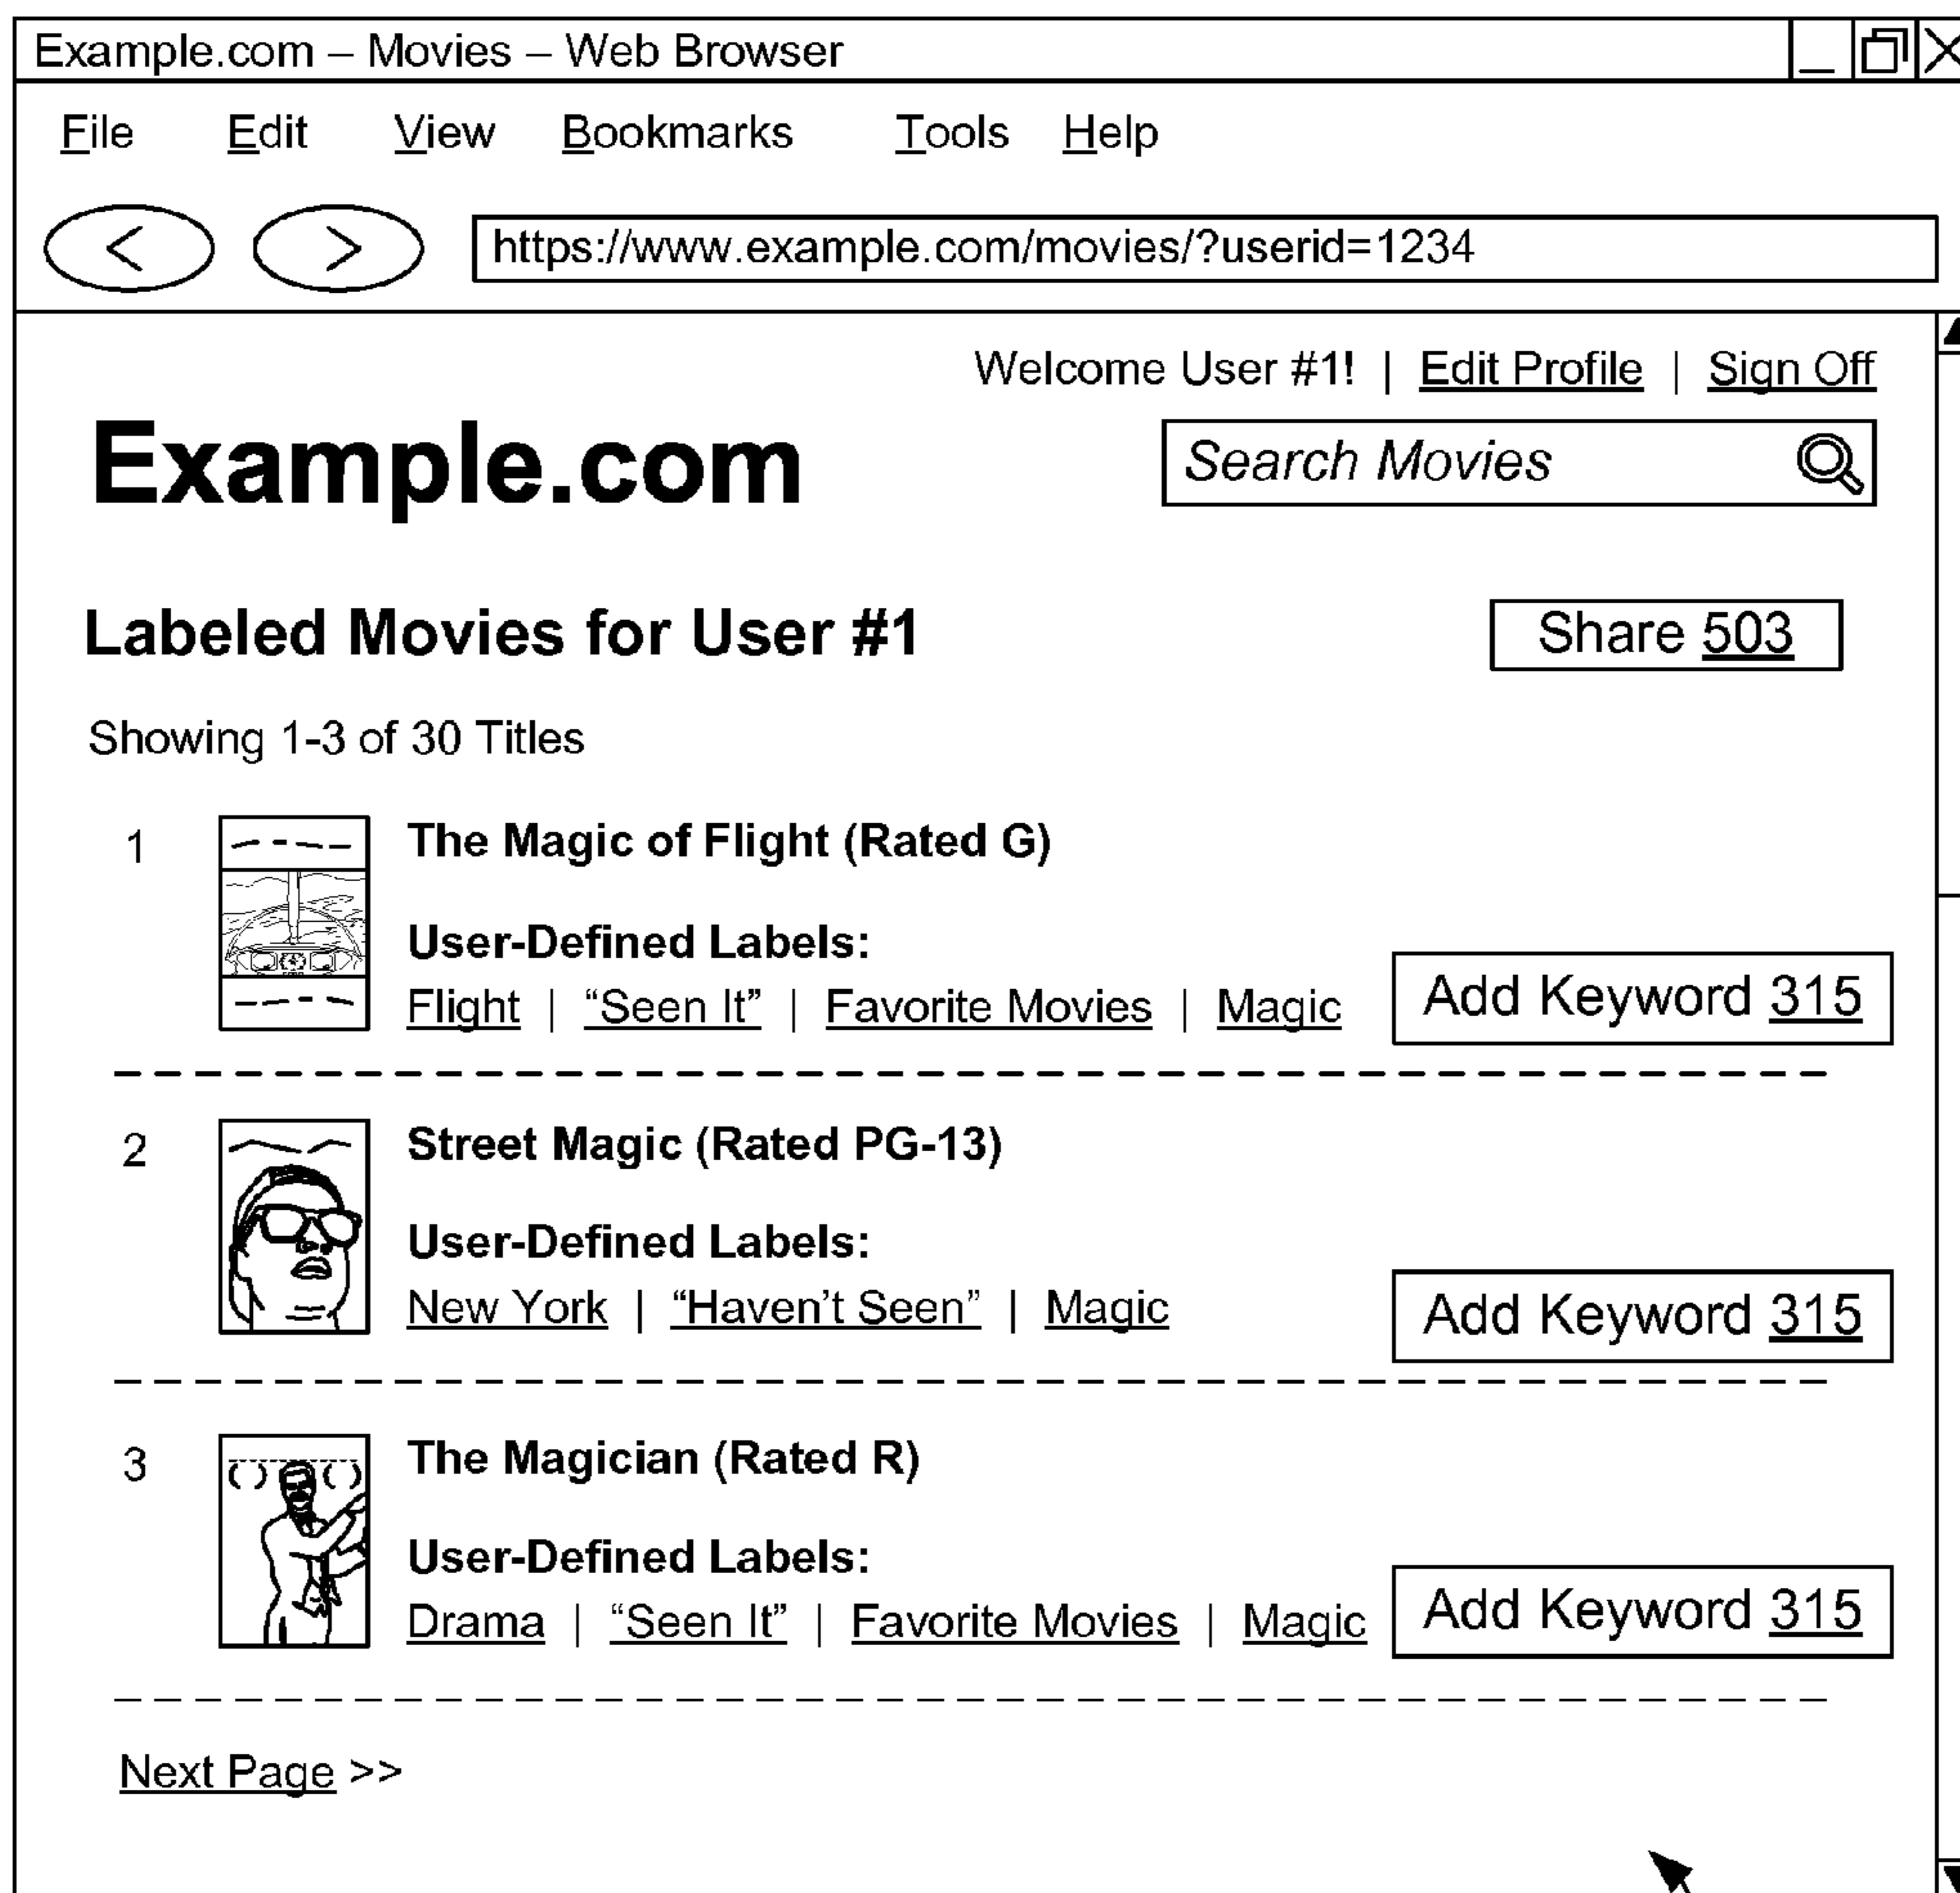 Example.com – Movies – Web Browser
File Edit View Bookmarks Tools Help
< > https://www.example.com/movies/?userid=1234
Welcome User #1! | Edit Profile | Sign Off
Example.com
Search Movies
Labeled Movies for User #1
Share 503
Showing 1-3 of 30 Titles
1 The Magic of Flight (Rated G)
User-Defined Labels:
Flight | “Seen It” | Favorite Movies | Magic
Add Keyword 315
2 Street Magic (Rated PG-13)
User-Defined Labels:
New York | “Haven’t Seen” | Magic
Add Keyword 315
3 The Magician (Rated R)
User-Defined Labels:
Drama | “Seen It” | Favorite Movies | Magic
Add Keyword 315
Next Page >>